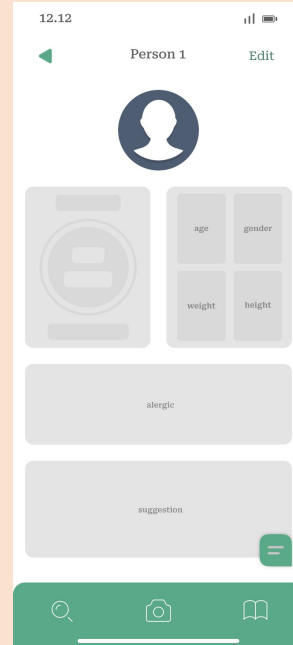 12.12
Person 1 Edit
age gender
weight height
alergic
suggestion